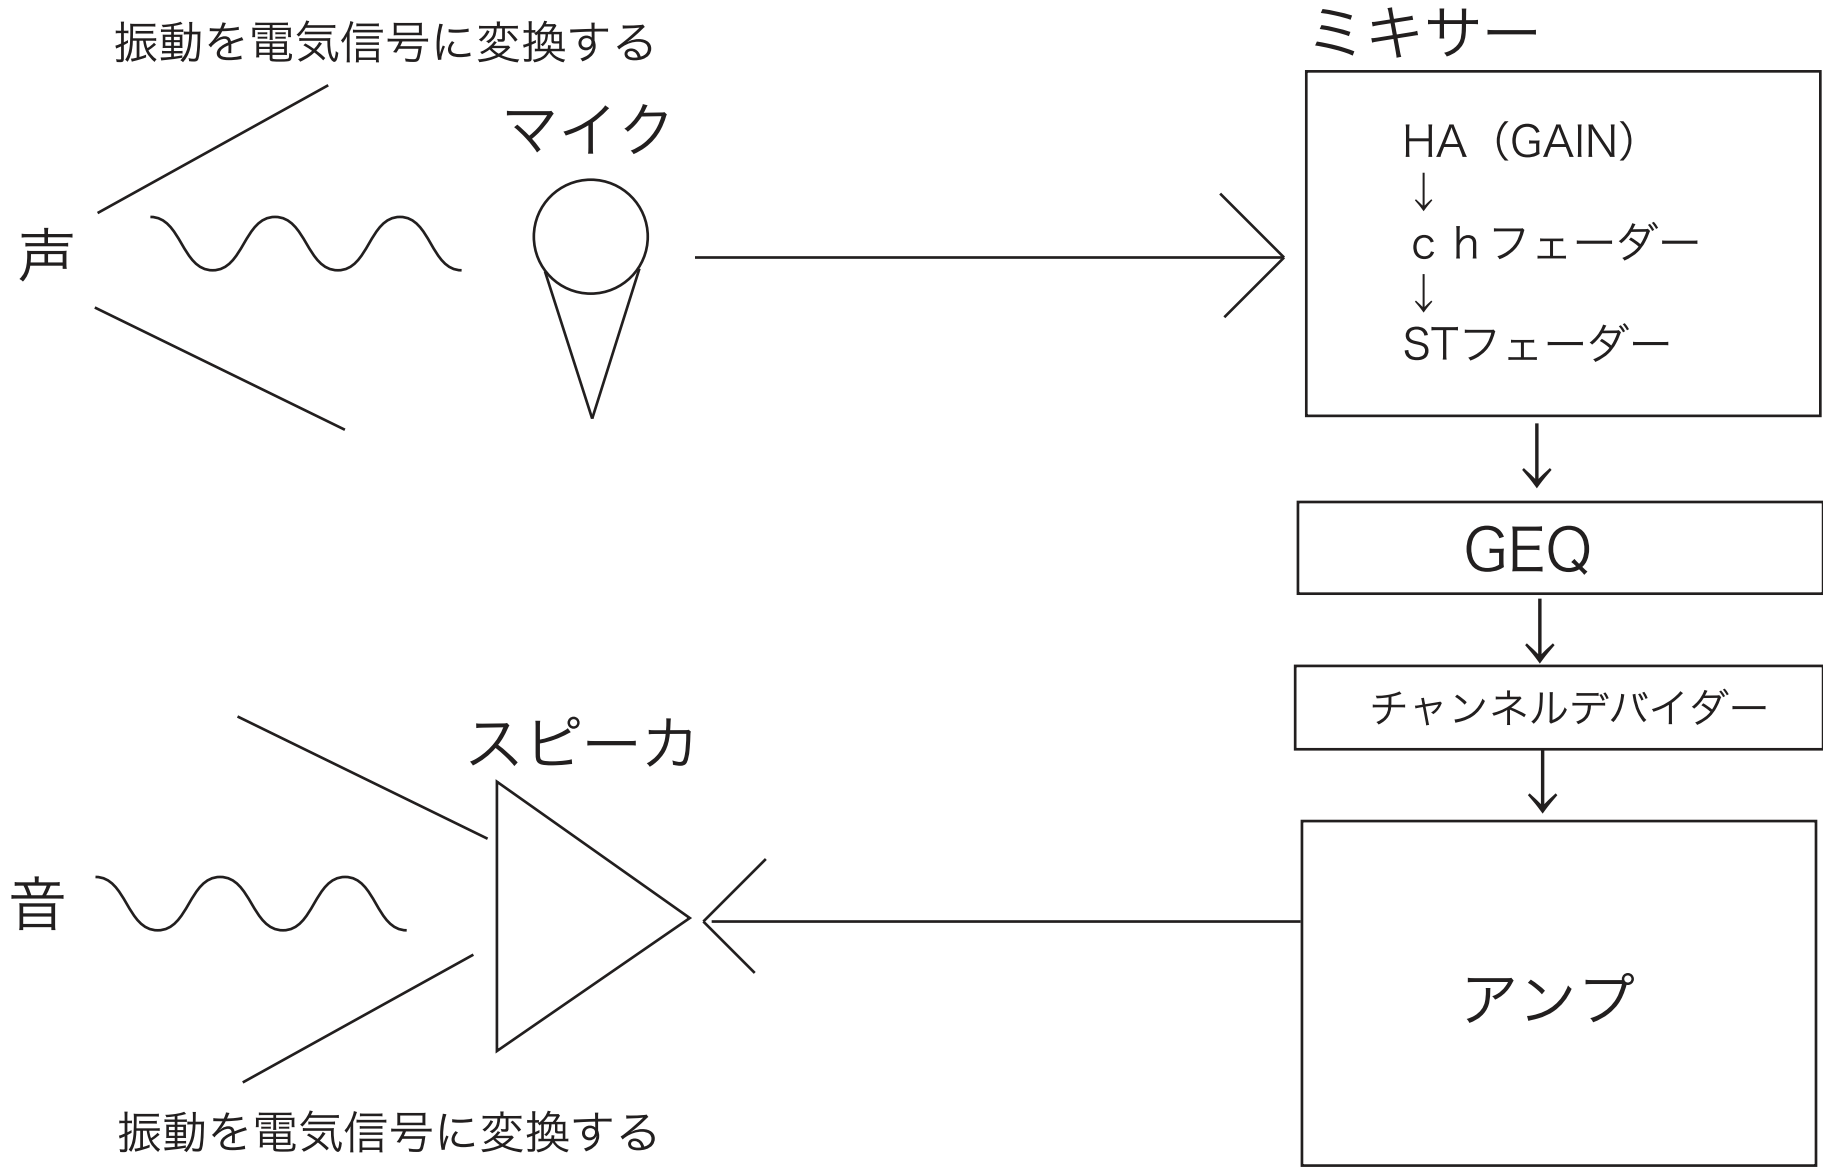 振動を電気信号に変換する
ミキサー
マイク
声
HA（GAIN）
↓
ｃｈフェーダー
↓
STフェーダー
GEQ
チャンネルデバイダー
スピーカ
音
アンプ
振動を電気信号に変換する